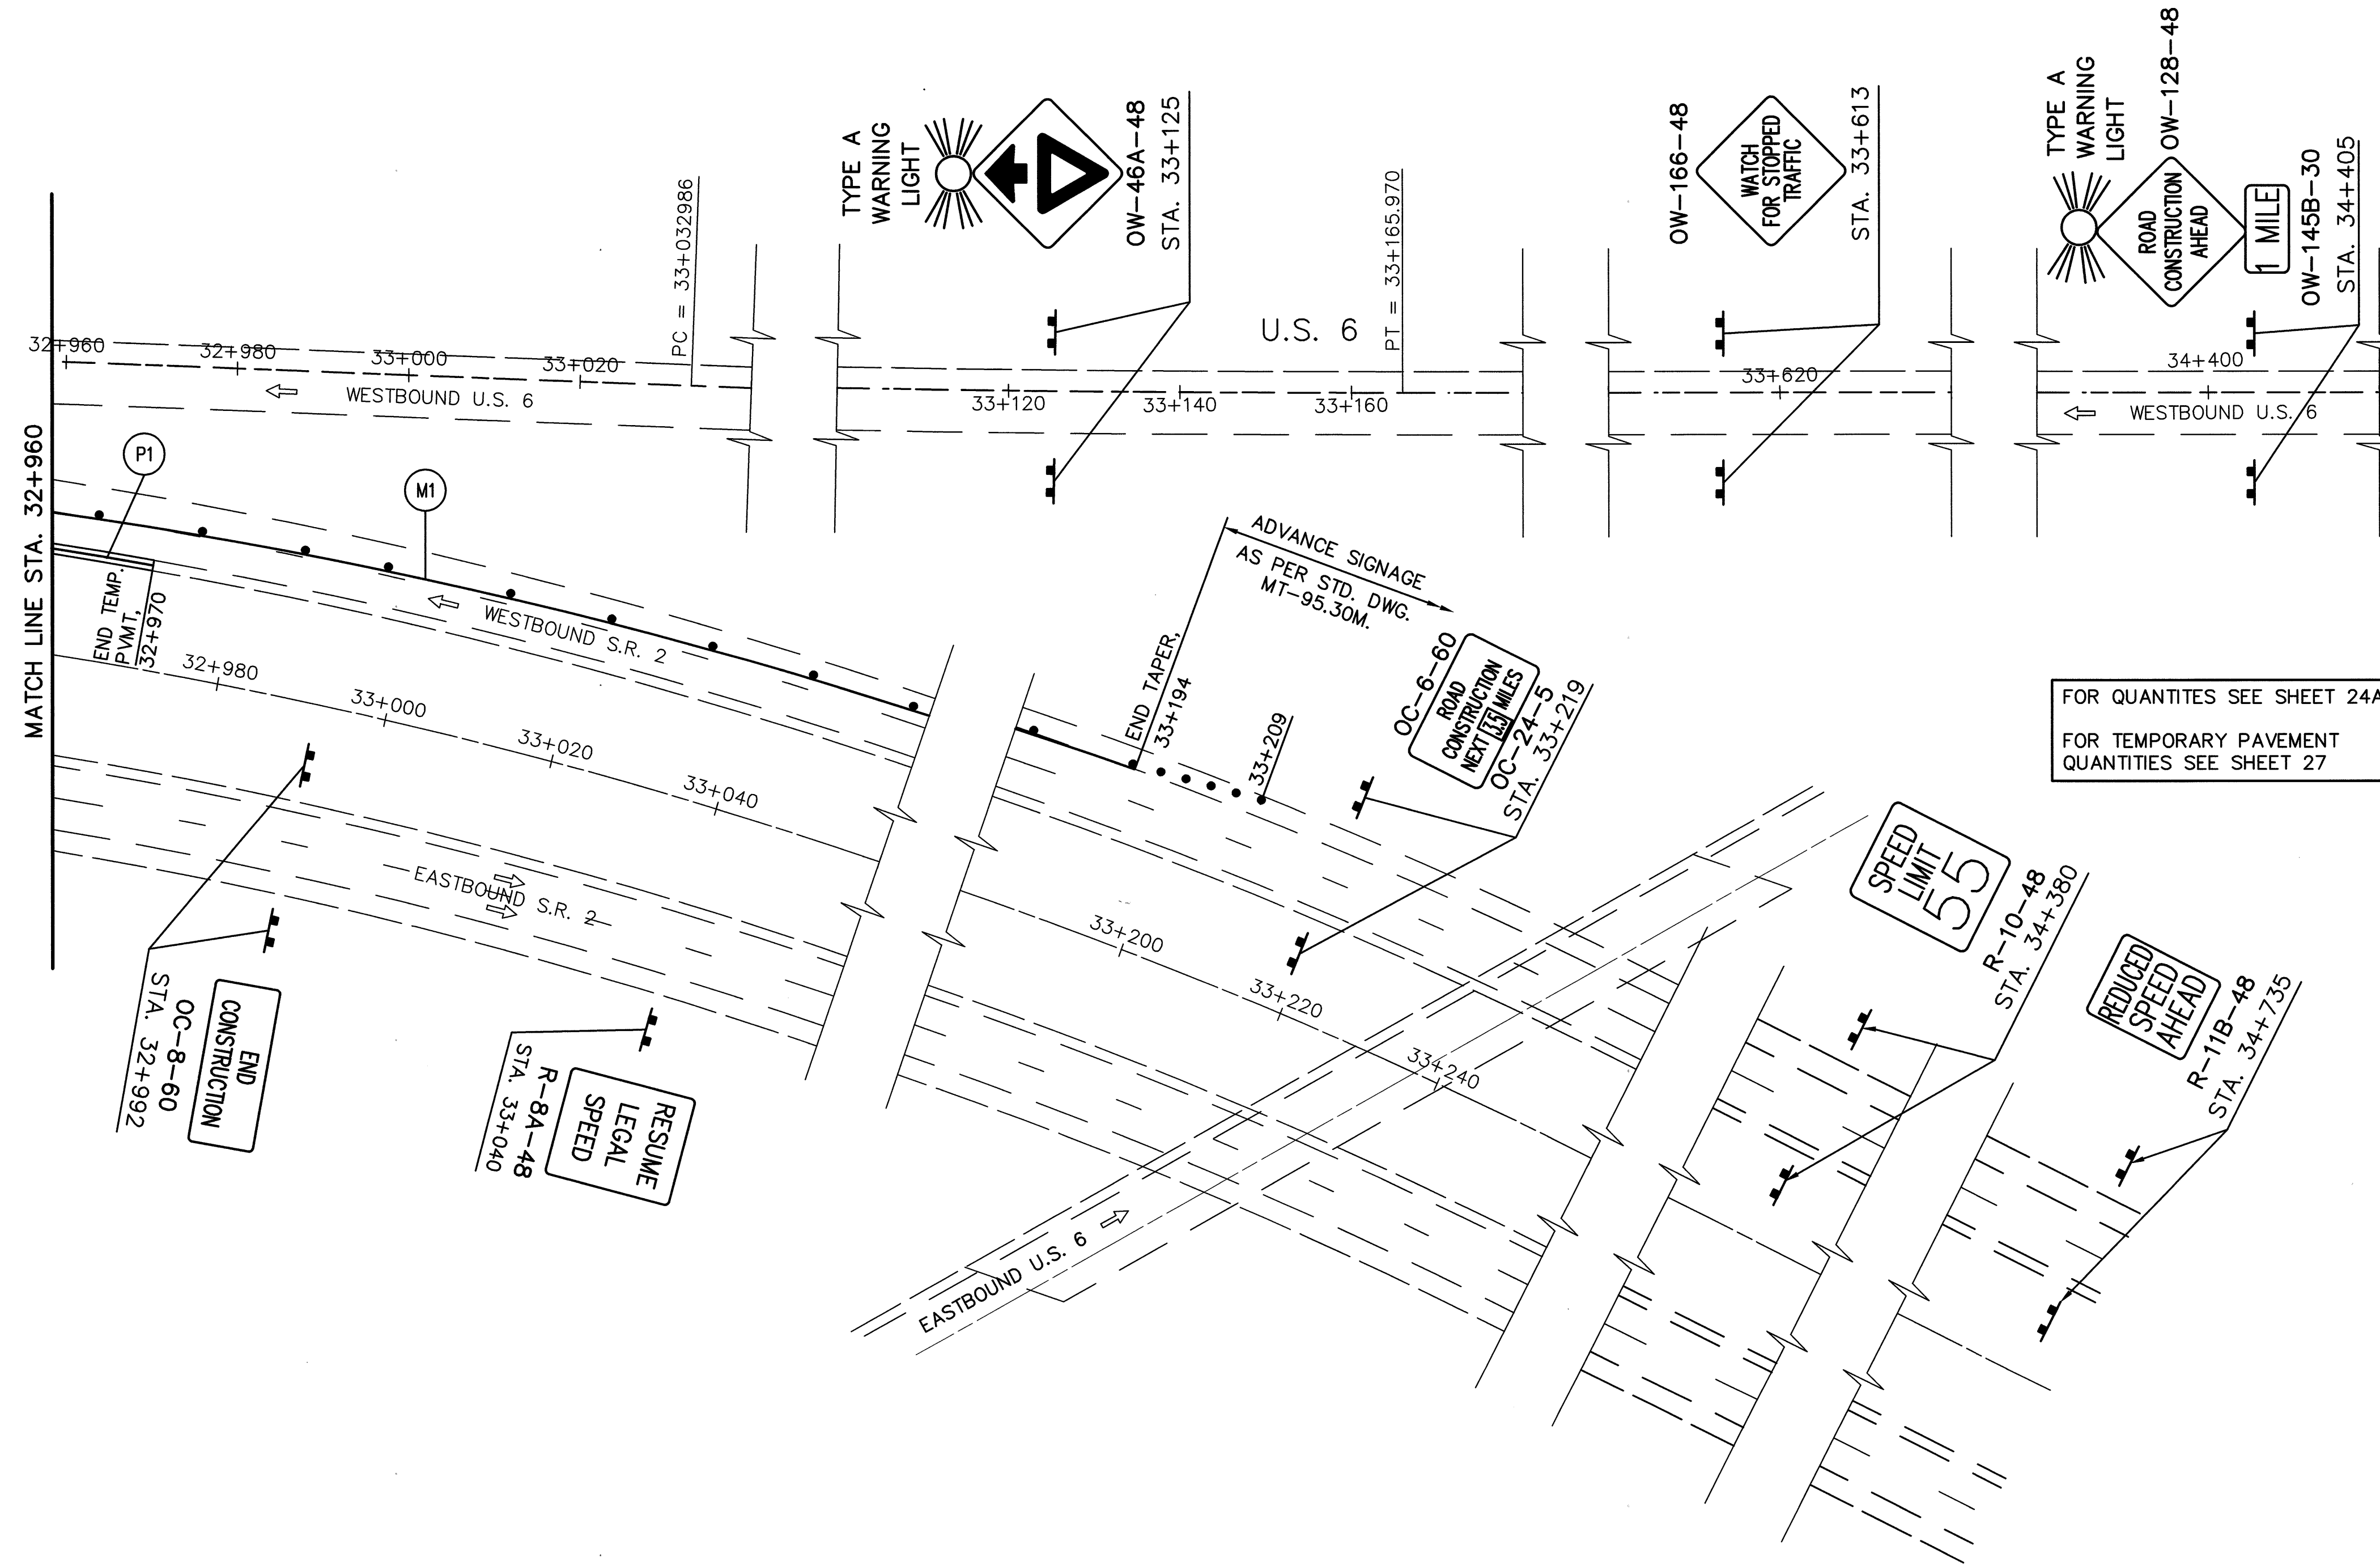 TYPE A
WARNING
LIGHT
OW-46A-48
STA. 33+125
OW-166-48
WATCH
FOR STOPPED
TRAFFIC
STA. 33+613
TYPE A
WARNING
LIGHT
OW-128-48
ROAD
CONSTRUCTION
AHEAD
1 MILE
OW-145B-30
STA. 34+405
PC = 33+032986
U.S. 6
PT = 33+165.970
32+960
32+980
33+000
33+020
33+120
33+140
33+160
33+620
34+400
WESTBOUND U.S. 6
WESTBOUND U.S. 6
MATCH LINE STA. 32+960
P1
M1
END TEMP.
PVMT,
32+970
WESTBOUND S.R. 2
32+980
33+000
33+020
33+040
ADVANCE SIGNAGE
AS PER STD. DWG.
MT-95.30M.
END TAPER,
33+194
33+209
OC-6-60
ROAD
CONSTRUCTION
NEXT 3.5 MILES
OC-24-5
STA. 33+219
FOR QUANTITES SEE SHEET 24A
FOR TEMPORARY PAVEMENT
QUANTITIES SEE SHEET 27
EASTBOUND S.R. 2
33+200
33+220
33+240
SPEED
LIMIT
55
R-10-48
STA. 34+380
REDUCED
SPEED
AHEAD
R-11B-48
STA. 34+735
END
CONSTRUCTION
OC-8-60
STA. 32+992
RESUME
LEGAL
SPEED
R-8A-48
STA. 33+040
EASTBOUND U.S. 6